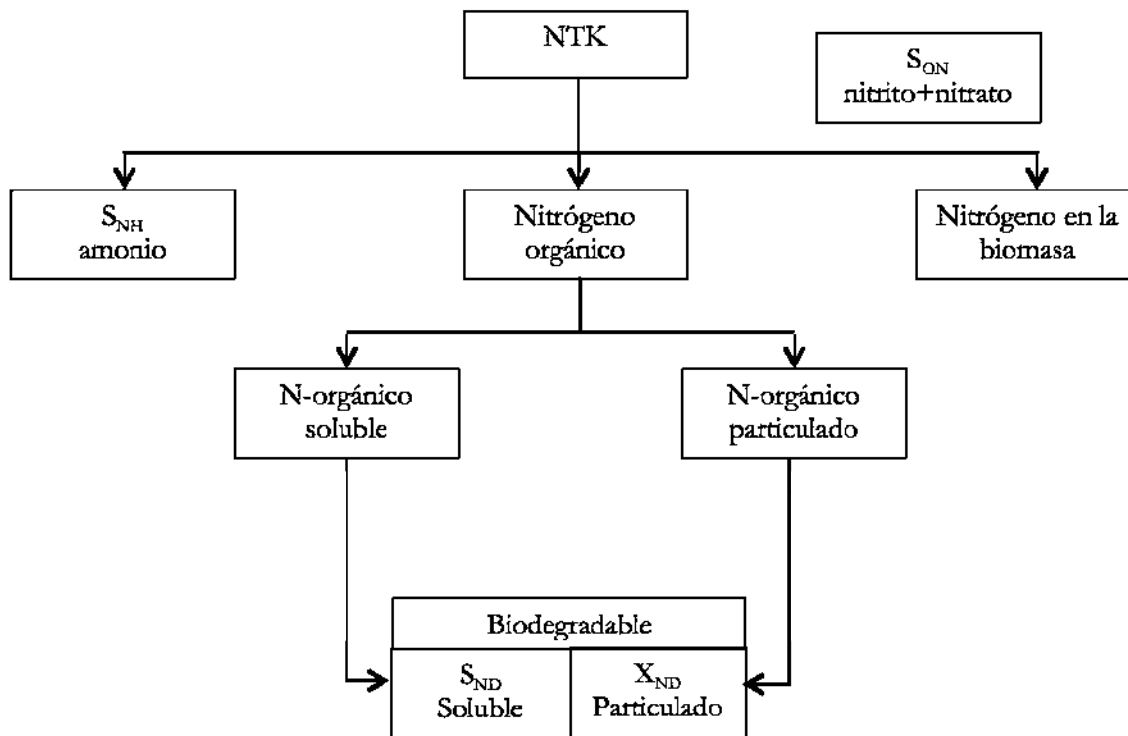 NTK
S_ON
nitrito+nitrato
S_NH
amonio
Nitrógeno
orgánico
Nitrógeno en la
biomasa
N-orgánico
soluble
N-orgánico
particulado
Biodegradable
S_ND
Soluble
X_ND
Particulado